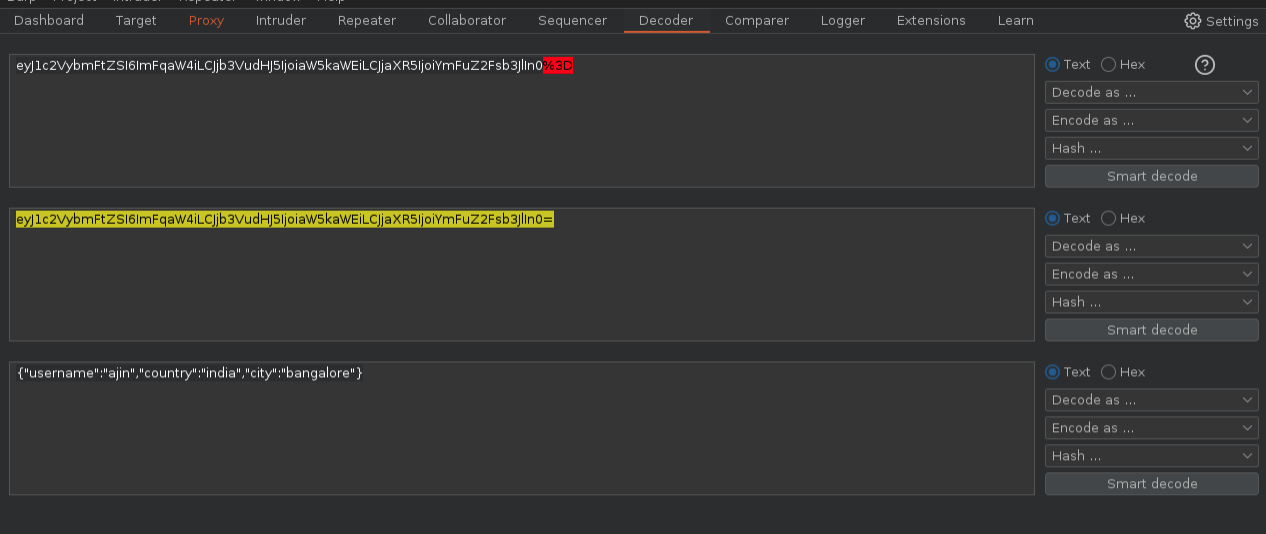 Dashboard Target Proxy Intruder Repeater Collaborator Sequencer Decoder Comparer Logger Extensions Learn Settings
eyJ1c2VybmFtZSI6ImFqaW4iLCJjb3VudHJ5IjoiaW5kaWEiLCJjaXR5IjoiYmFuZ2Fsb3JlIn0%3D
Text Hex ?
Decode as ...
Encode as ...
Hash ...
Smart decode
eyJ1c2VybmFtZSI6ImFqaW4iLCJjb3VudHJ5IjoiaW5kaWEiLCJjaXR5IjoiYmFuZ2Fsb3JlIn0=
Text Hex
Decode as ...
Encode as ...
Hash ...
Smart decode
{"username":"ajin","country":"india","city":"bangalore"}
Text Hex
Decode as ...
Encode as ...
Hash ...
Smart decode